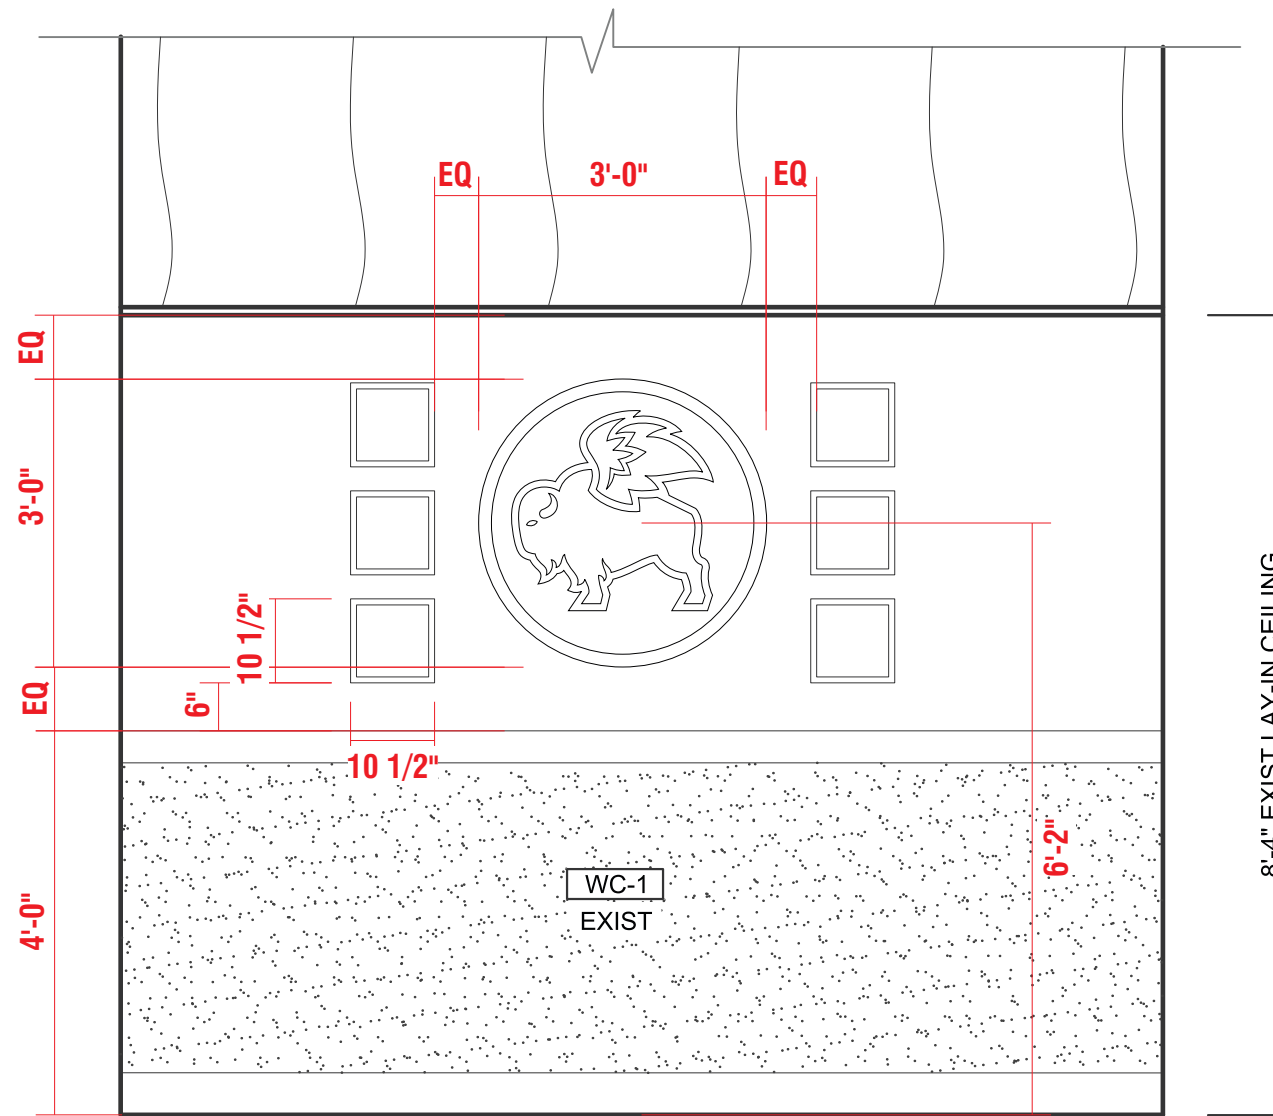 EQ
3'-0"
EQ
EQ
3'-0"
EQ
10 1/2"
6"
10 1/2"
4'-0"
6'-2"
WC-1
EXIST
8'-4" EXIST LAY-IN CEILING